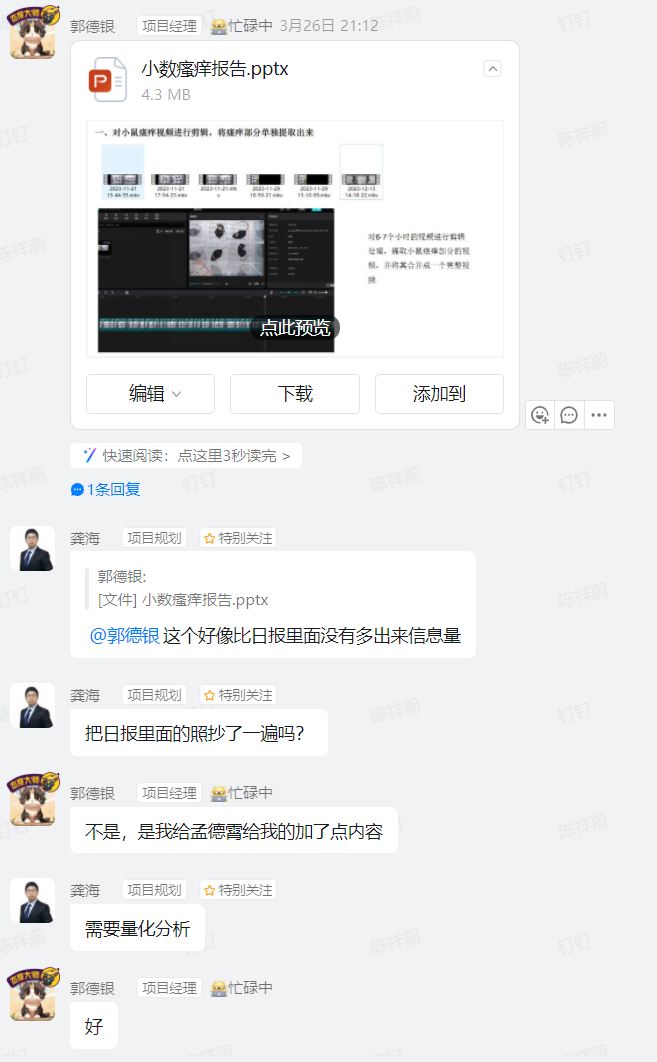 郭德银 项目经理 忙碌中 3月26日 21:12
小数瘙痒报告.pptx
4.3 MB
一、对小鼠瘙痒视频进行剪辑，将瘙痒部分单独提取出来
2023-11-21 2023-11-21 2023-11-21.mk 2023-11-29 2023-11-29 2023-12-15
15-44-55.mkv 17-54-23.mkv v 13-10-09.mkv 14-18-22.mkv
对6-7个小时的视频进行剪辑
处理，提取小鼠瘙痒部分的视
频，并将其合并成一个完整视
频
点此预览
编辑 下载 添加到
快速阅读：点这里3秒读完 >
1条回复
龚海 项目规划 特别关注
郭德银:
[文件] 小数瘙痒报告.pptx
@郭德银 这个好像比日报里面没有多出来信息量
龚海 项目规划 特别关注
把日报里面的照抄了一遍吗？
郭德银 项目经理 忙碌中
不是，是我给孟德霄给我的加了点内容
龚海 项目规划 特别关注
需要量化分析
郭德银 项目经理 忙碌中
好
陈祥蔚
钉钉